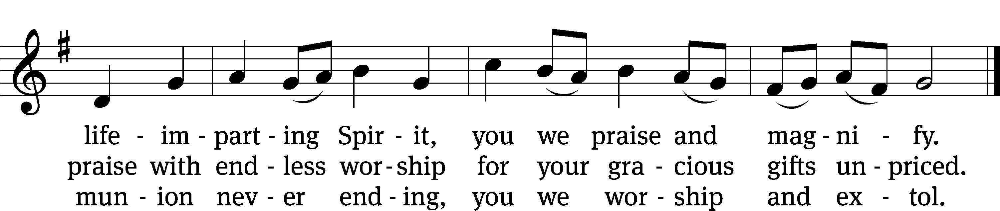 life - im - part - ing Spir - it, you we praise and mag - ni - fy.
praise with end - less wor - ship for your gra - cious gifts un - priced.
mun - ion nev - er end - ing, you we wor - ship and ex - tol.